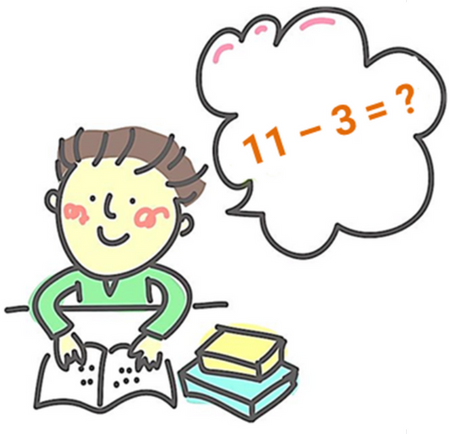 11 – 3 = ?